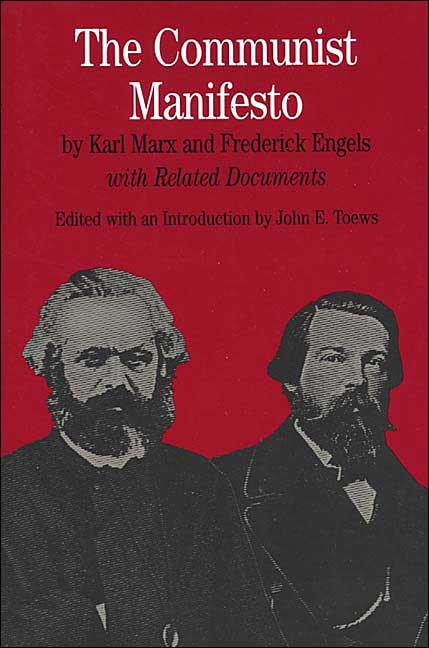 The Communist
Manifesto
by Karl Marx and Frederick Engels
with Related Documents
Edited with an Introduction by John E. Toews